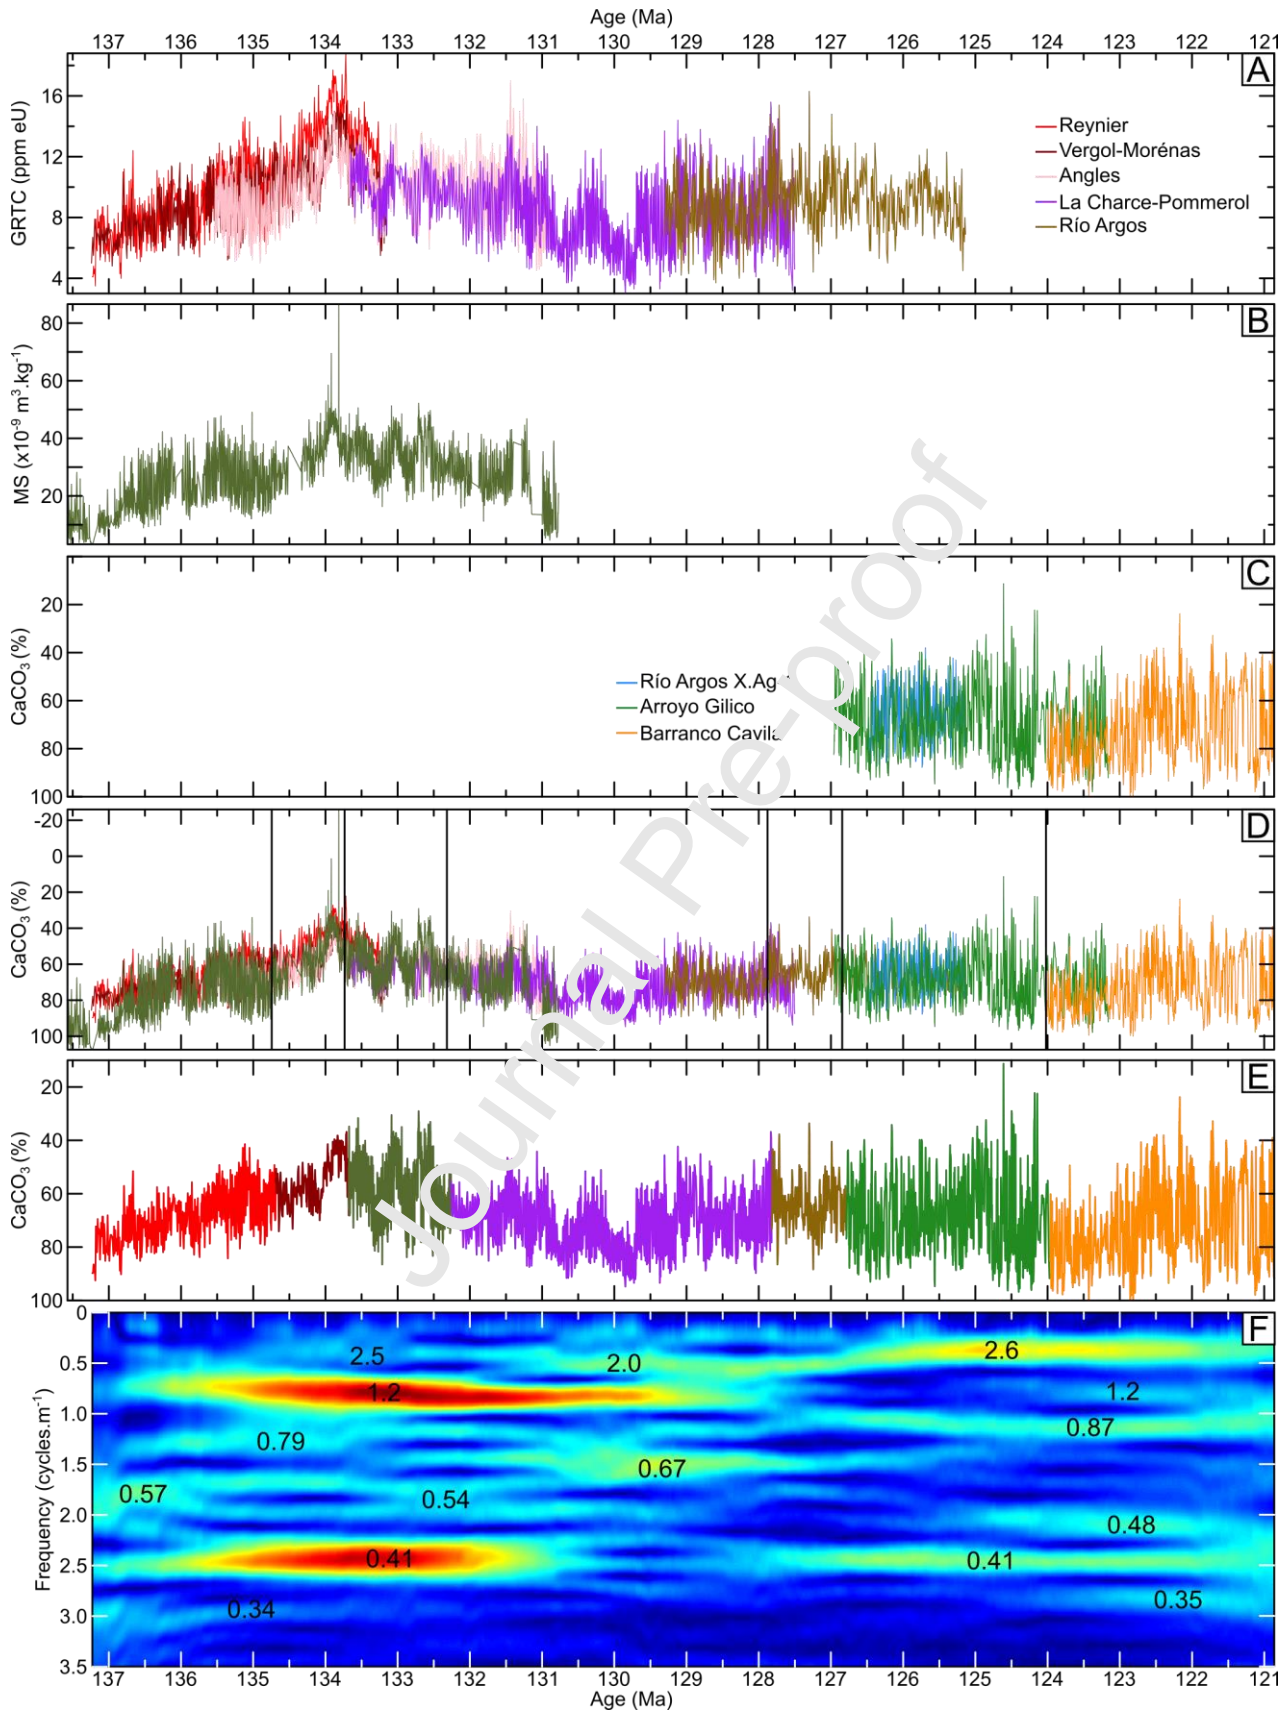 Age (Ma)
137 136 135 134 133 132 131 130 129 128 127 126 125 124 123 122 121
A
GRTC (ppm eU)
16
12
8
4
Reynier
Vergol-Morénas
Angles
La Charce-Pommerol
Río Argos
B
MS (x10⁻⁹ m³.kg⁻¹)
80
60
40
20
C
CaCO₃ (%)
20
40
60
80
100
Río Argos X.Ag
Arroyo Gilico
Barranco Cavila
D
CaCO₃ (%)
-20
0
20
40
60
80
100
E
CaCO₃ (%)
20
40
60
80
100
F
Frequency (cycles.m⁻¹)
0
0.5
1.0
1.5
2.0
2.5
3.0
3.5
2.5 2.0 2.6
1.2 1.2
0.79 0.87
0.67
0.57 0.54
0.48
0.41 0.41
0.34 0.35
137 136 135 134 133 132 131 130 129 128 127 126 125 124 123 122 121
Age (Ma)
Journal Pre-proof